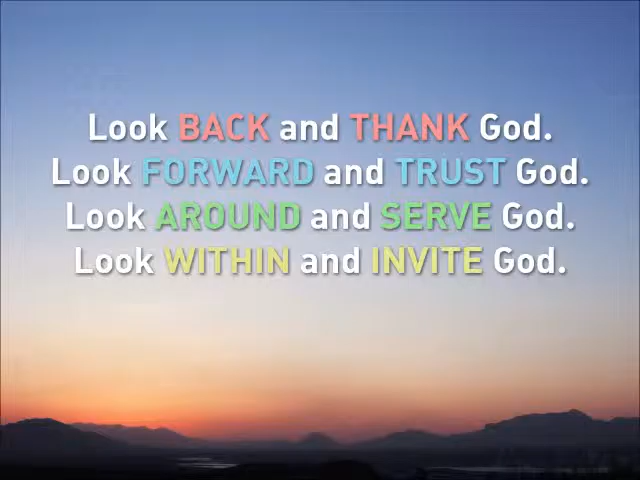 Look BACK and THANK God.
Look FORWARD and TRUST God.
Look AROUND and SERVE God.
Look WITHIN and INVITE God.